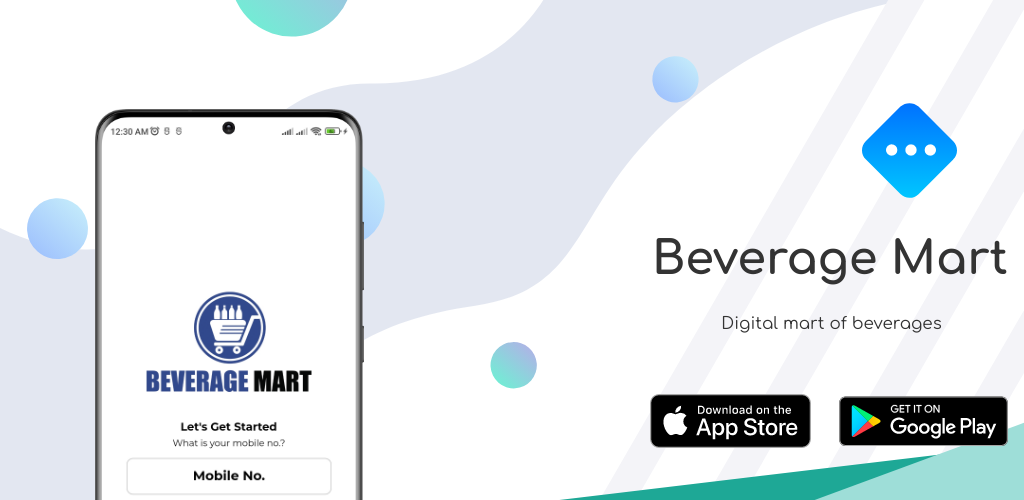 12:30 AM
BEVERAGE MART
Let's Get Started
What is your mobile no.?
Mobile No.
Beverage Mart
Digital mart of beverages
Download on the
App Store
GET IT ON
Google Play